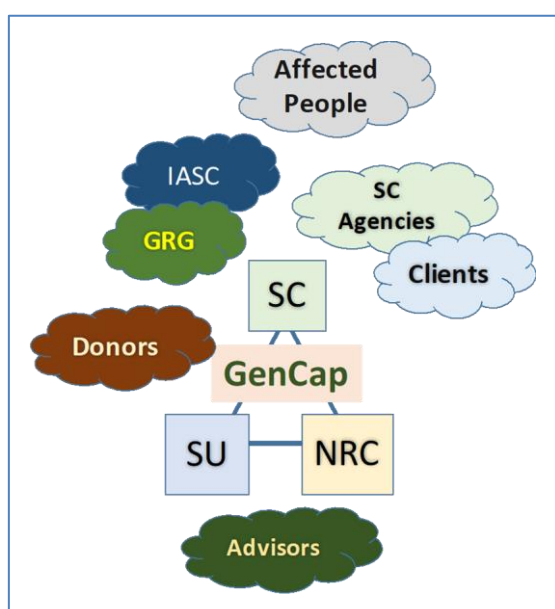 Affected
People
IASC
GRG
SC
Agencies
Clients
SC
Donors
GenCap
SU
NRC
Advisors